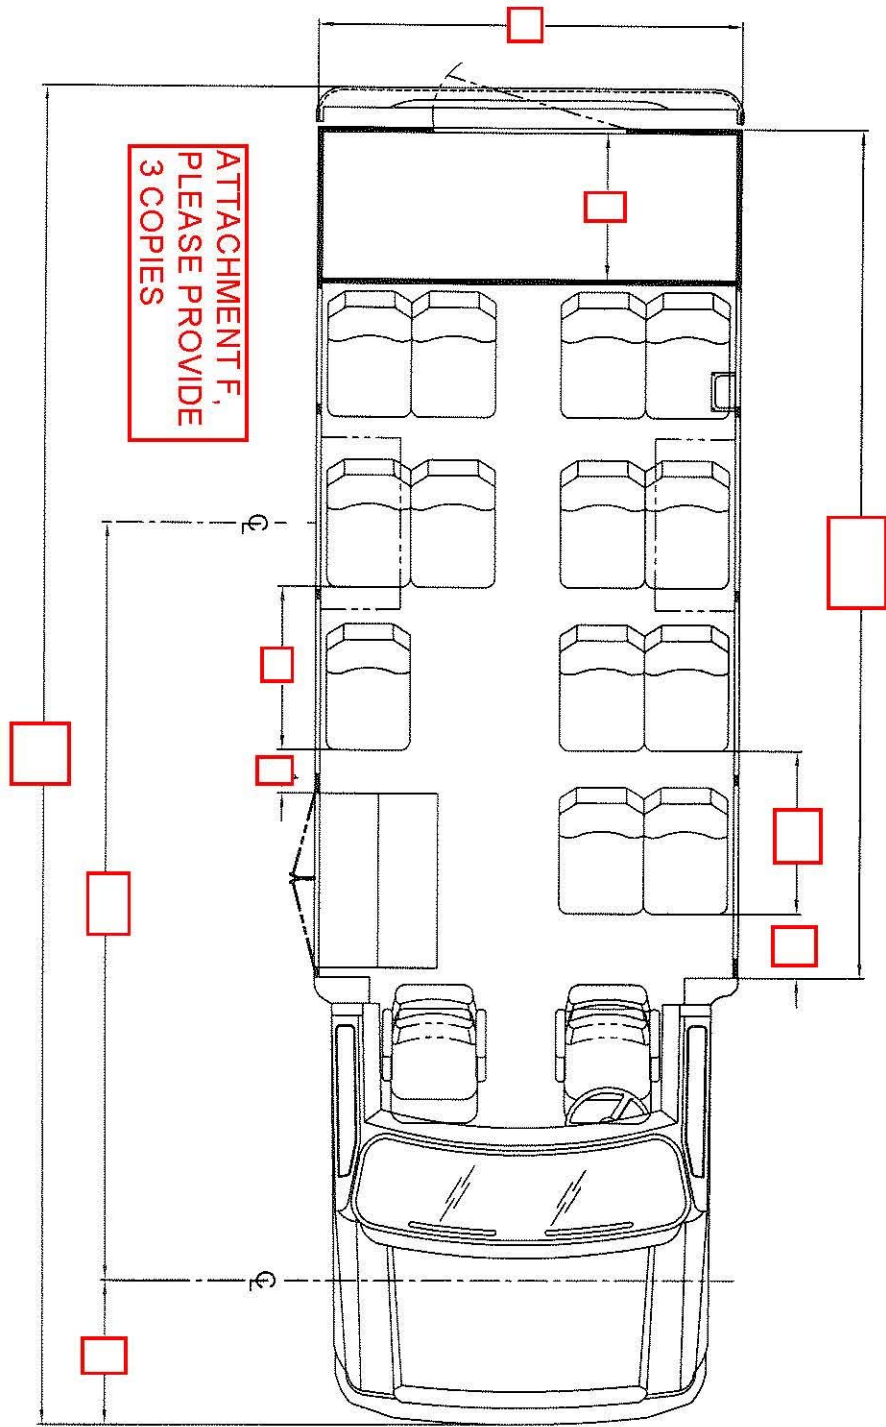 ATTACHMENT F,
PLEASE PROVIDE
3 COPIES
℄
℄